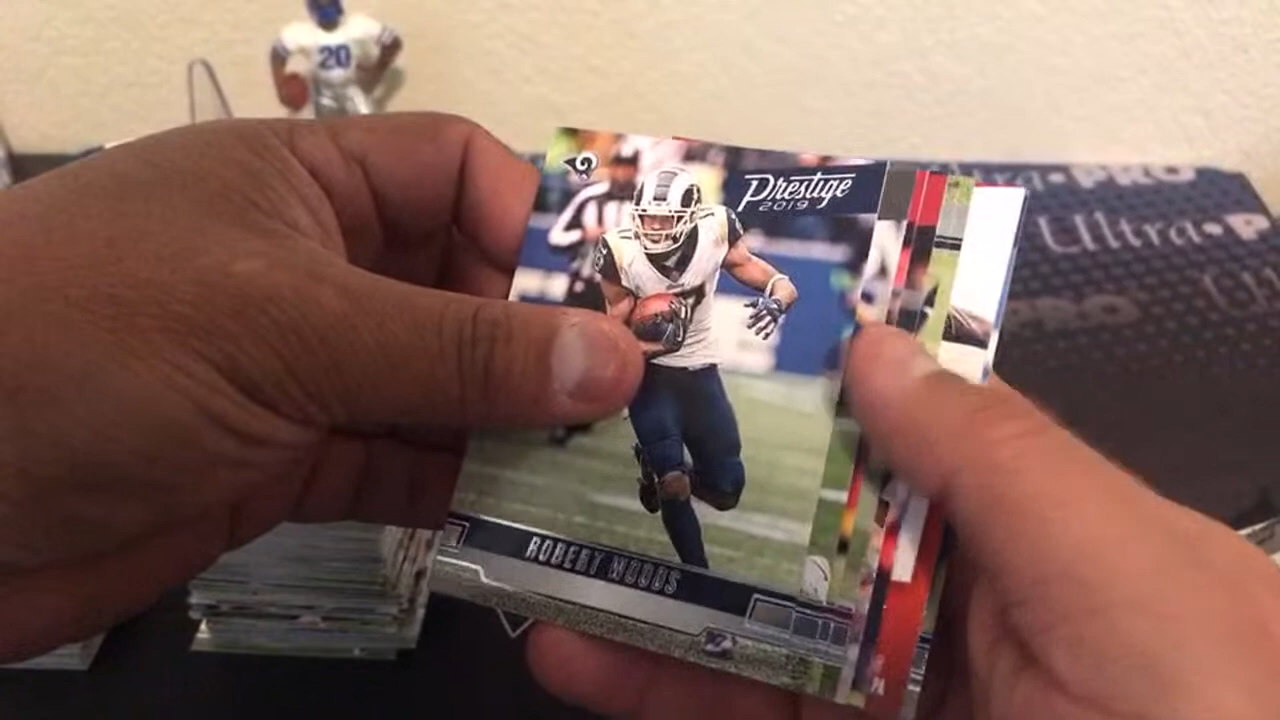 20
Prestige
2019
Ultra•PRO
Ultra•P
PRO
ROBERT WOODS